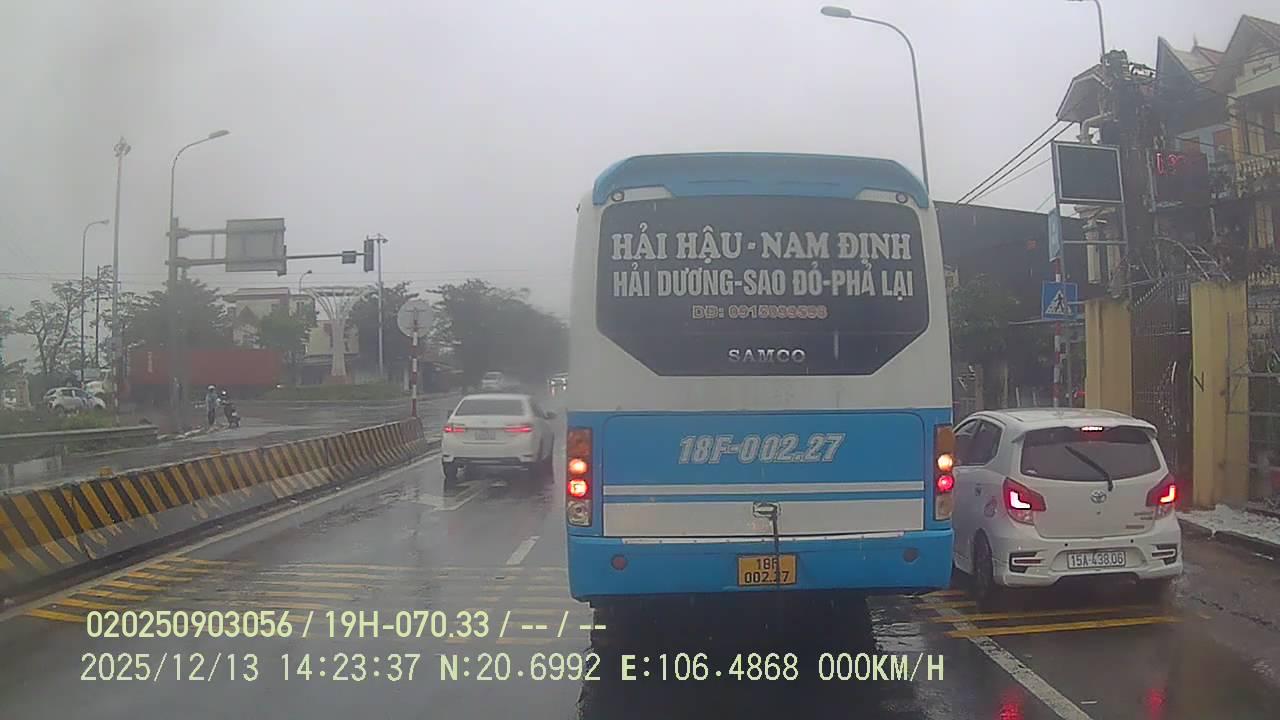 HẢI HẬU - NAM ĐỊNH
HẢI DƯƠNG-SAO ĐỎ-PHẢ LẠI
SAMCO
18F-002.27
18F
002.27
15A-438.06
020250903056 / 19H-070.33 / -- / --
2025/12/13 14:23:37 N:20.6992 E:106.4868 000KM/H